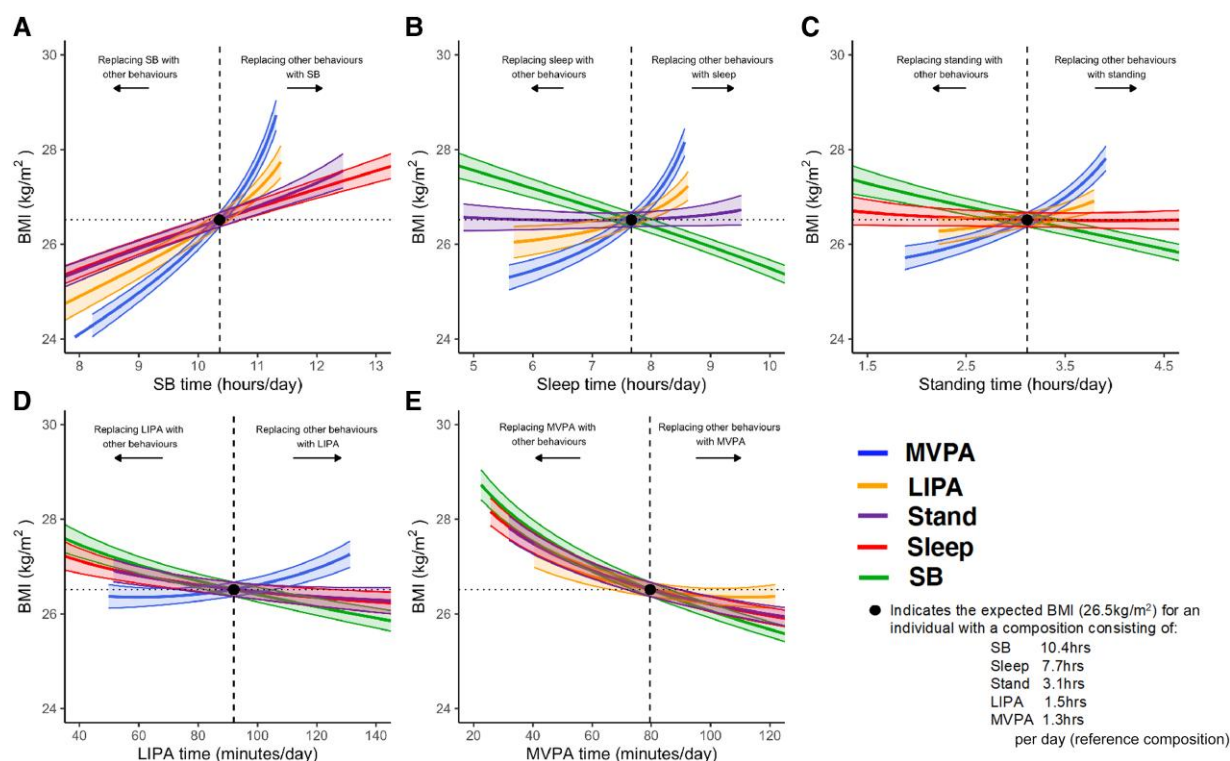 A
30
28
26
24
BMI (kg/m²)
Replacing SB with
other behaviours
Replacing other behaviours
with SB
8
9
10
11
12
13
SB time (hours/day)
B
30
28
26
24
BMI (kg/m²)
Replacing sleep with
other behaviours
Replacing other behaviours
with sleep
5
6
7
8
9
10
Sleep time (hours/day)
C
30
28
26
24
BMI (kg/m²)
Replacing standing with
other behaviours
Replacing other behaviours
with standing
1.5
2.5
3.5
4.5
Standing time (hours/day)
D
30
28
26
24
BMI (kg/m²)
Replacing LIPA with
other behaviours
Replacing other behaviours
with LIPA
40
60
80
100
120
140
LIPA time (minutes/day)
E
30
28
26
24
BMI (kg/m²)
Replacing MVPA with
other behaviours
Replacing other behaviours
with MVPA
20
40
60
80
100
120
MVPA time (minutes/day)
MVPA
LIPA
Stand
Sleep
SB
Indicates the expected BMI (26.5kg/m²) for an
individual with a composition consisting of:
SB 10.4hrs
Sleep 7.7hrs
Stand 3.1hrs
LIPA 1.5hrs
MVPA 1.3hrs
per day (reference composition)